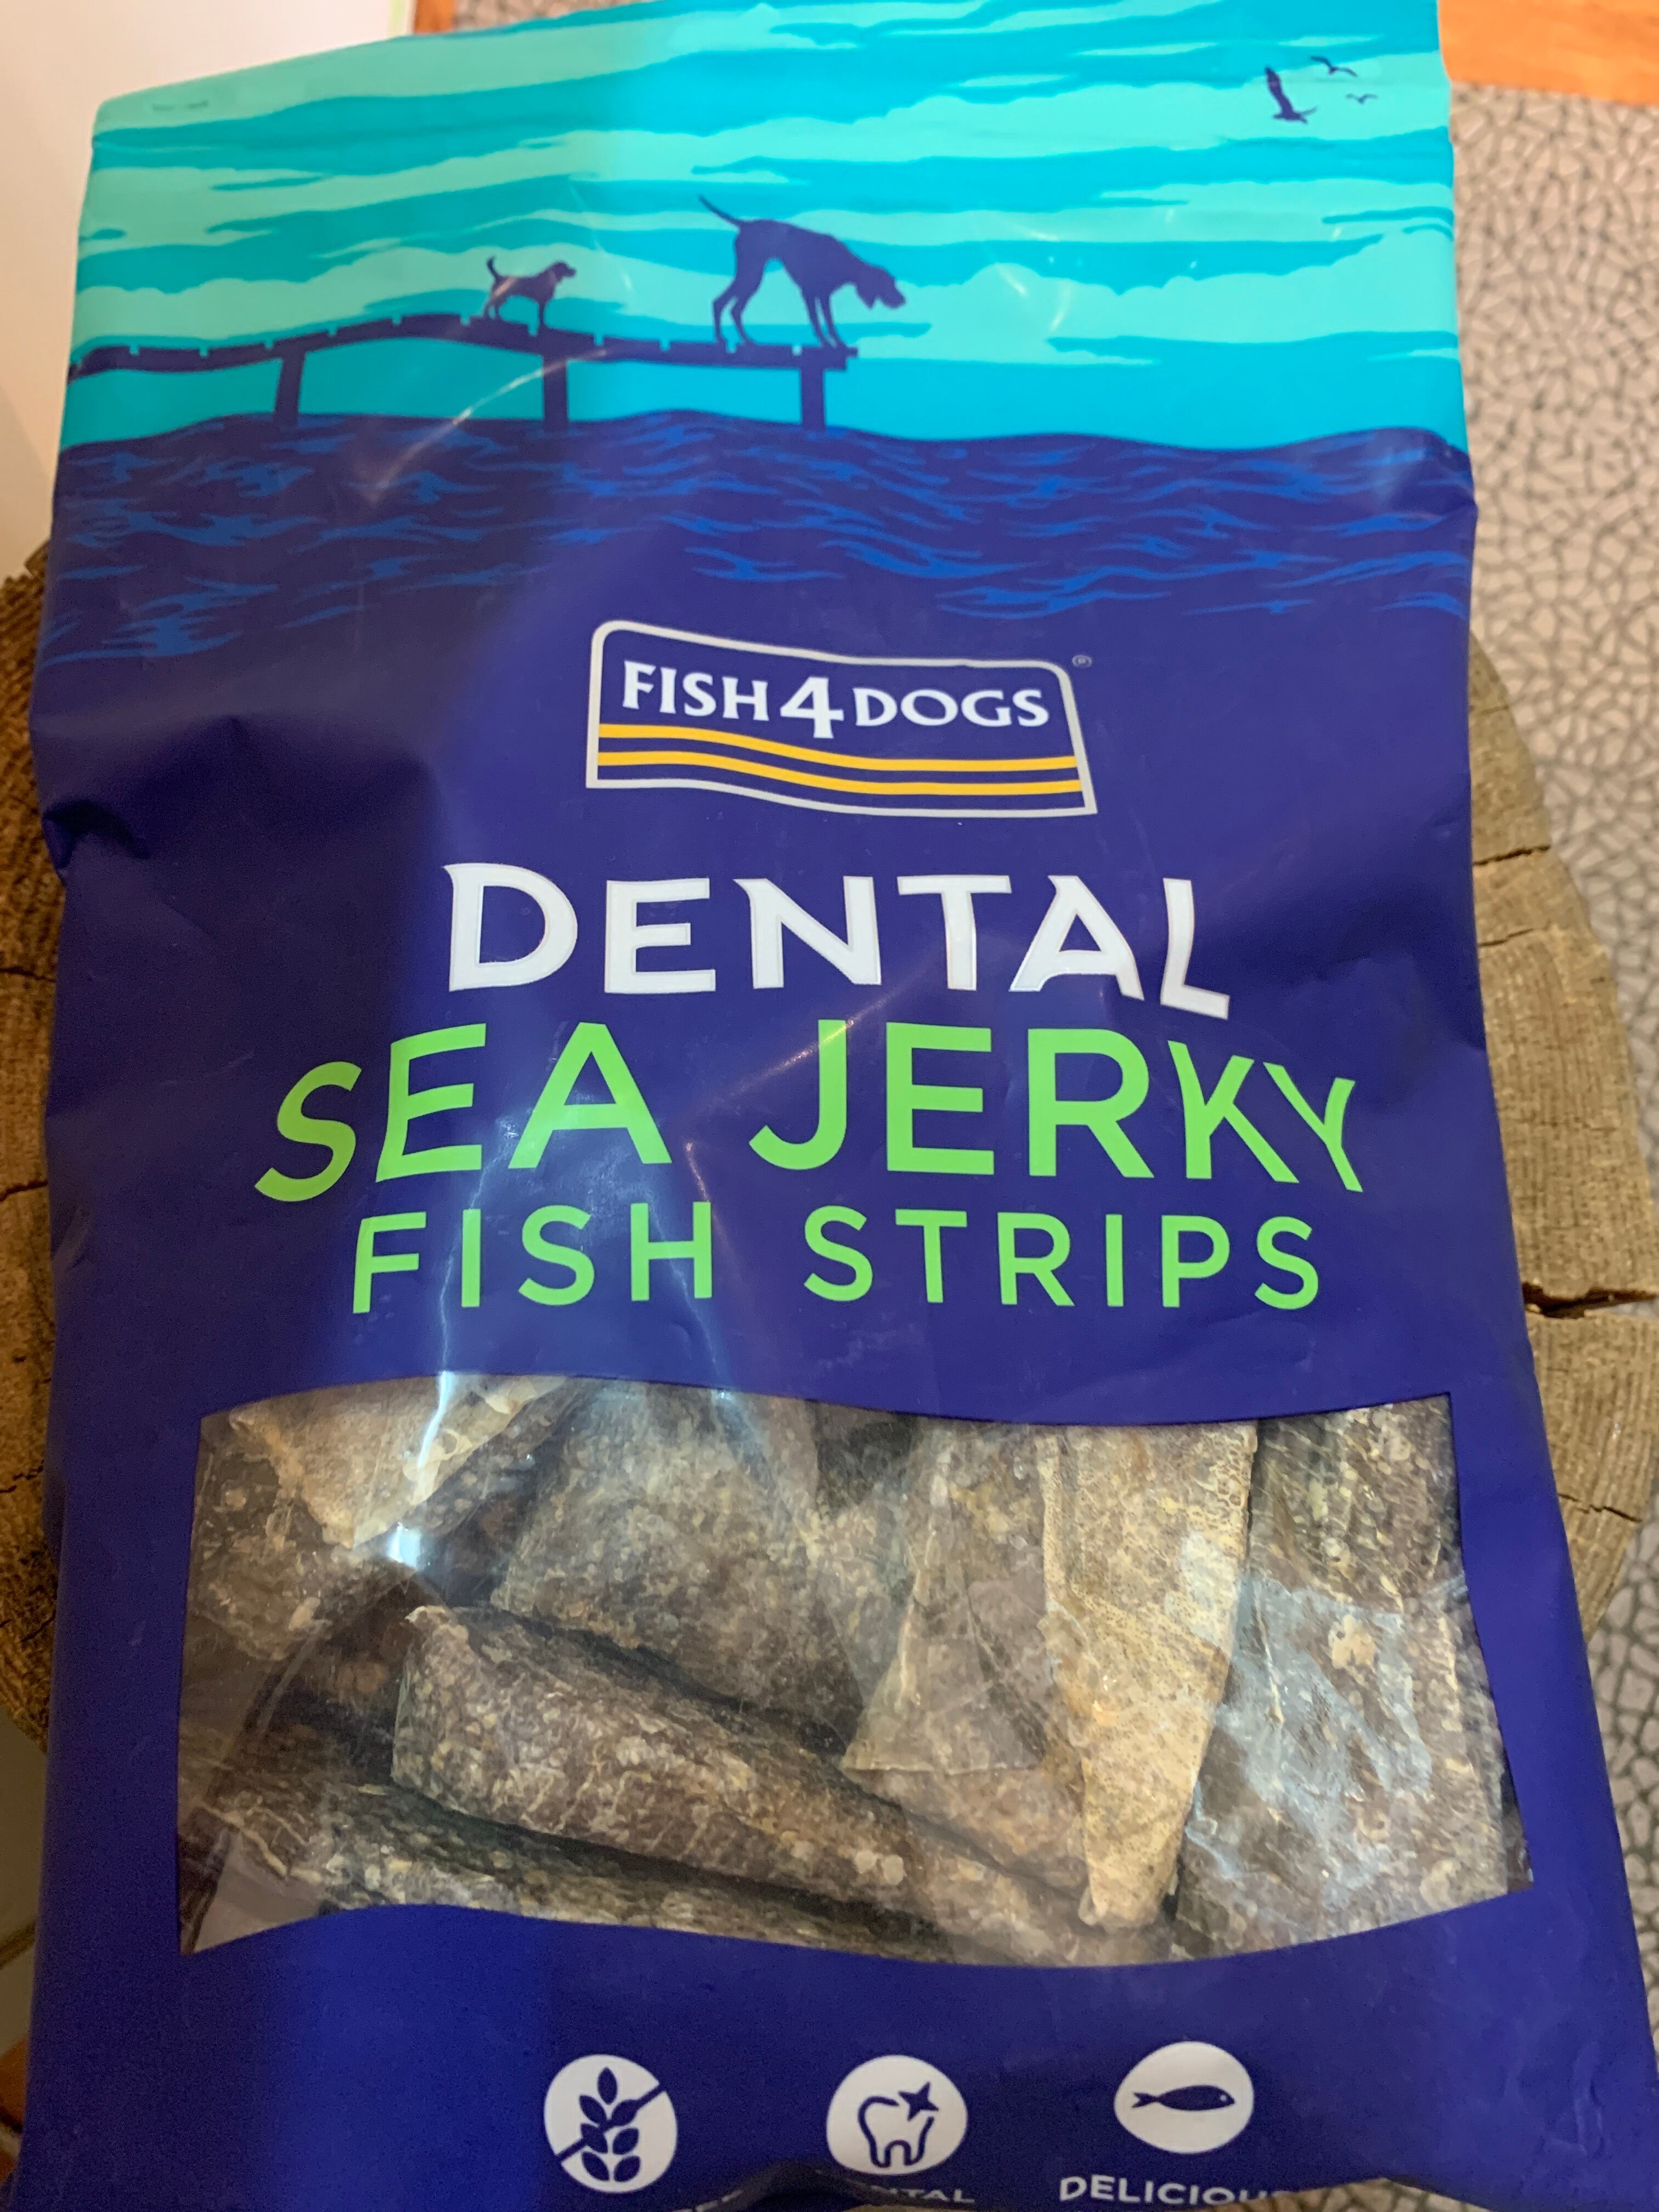 FISH4DOGS
®
DENTAL
SEA JERKY
FISH STRIPS